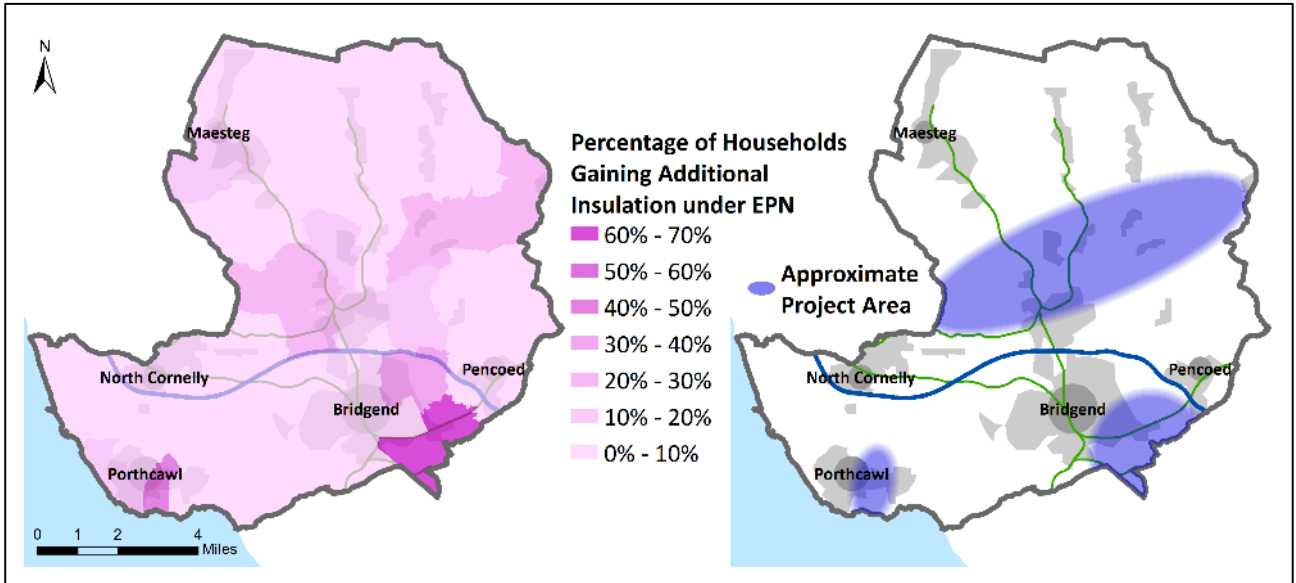 N
Maesteg
North Cornelly
Pencoed
Bridgend
Porthcawl
0 1 2 4
Miles
Percentage of Households
Gaining Additional
Insulation under EPN
60% - 70%
50% - 60%
40% - 50%
30% - 40%
20% - 30%
10% - 20%
0% - 10%
Approximate
Project Area
Maesteg
North Cornelly
Pencoed
Bridgend
Porthcawl